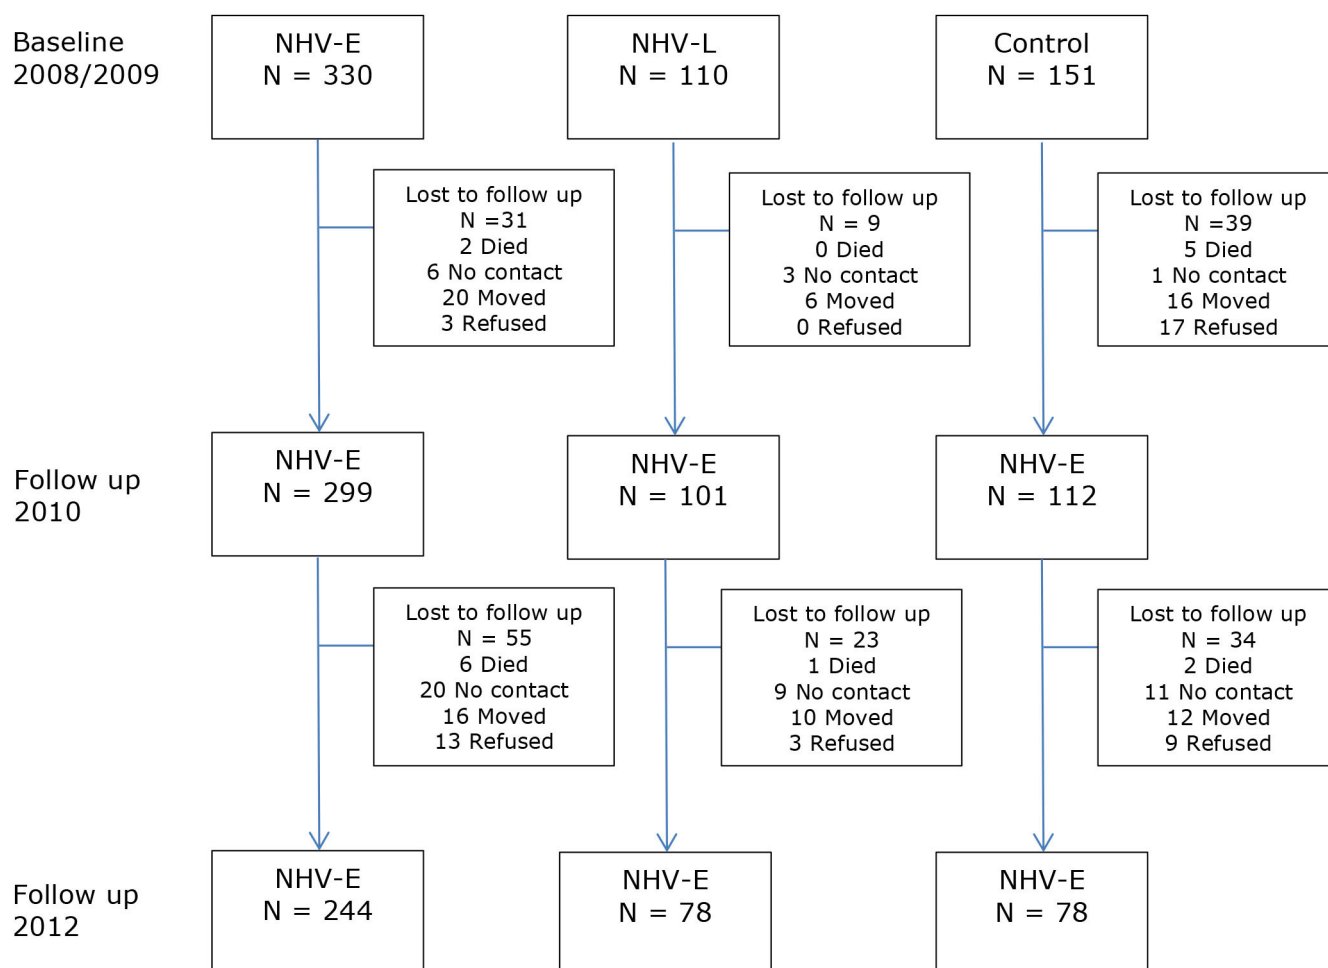 Baseline
2008/2009
NHV-E
N = 330
NHV-L
N = 110
Control
N = 151
Lost to follow up
N =31
2 Died
6 No contact
20 Moved
3 Refused
Lost to follow up
N = 9
0 Died
3 No contact
6 Moved
0 Refused
Lost to follow up
N =39
5 Died
1 No contact
16 Moved
17 Refused
Follow up
2010
NHV-E
N = 299
NHV-E
N = 101
NHV-E
N = 112
Lost to follow up
N = 55
6 Died
20 No contact
16 Moved
13 Refused
Lost to follow up
N = 23
1 Died
9 No contact
10 Moved
3 Refused
Lost to follow up
N = 34
2 Died
11 No contact
12 Moved
9 Refused
Follow up
2012
NHV-E
N = 244
NHV-E
N = 78
NHV-E
N = 78